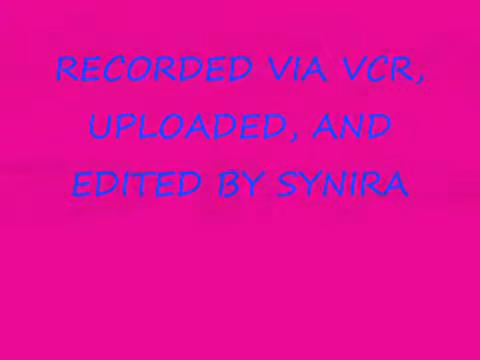 RECORDED VIA VCR,
UPLOADED, AND
EDITED BY SYNIRA